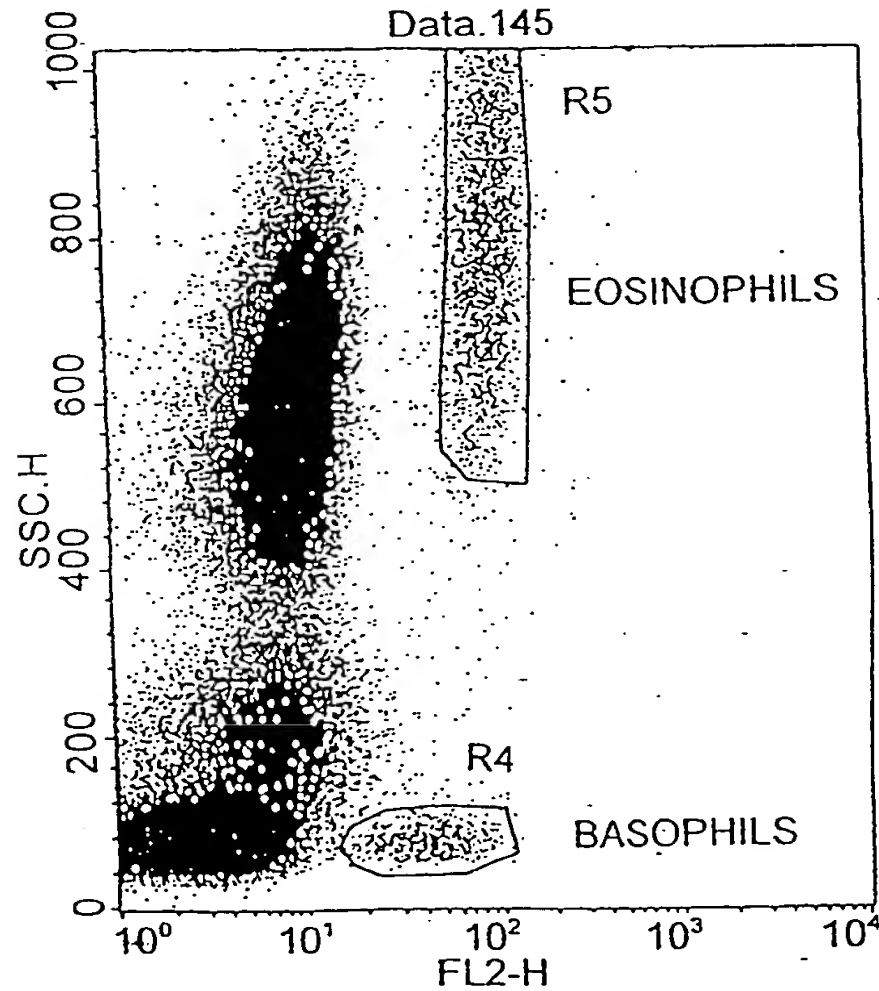 Data.145
1000
R5
800
EOSINOPHILS
600
SSC.H
400
200
R4
BASOPHILS
0
10⁰ 10¹ 10² 10³ 10⁴
FL2-H